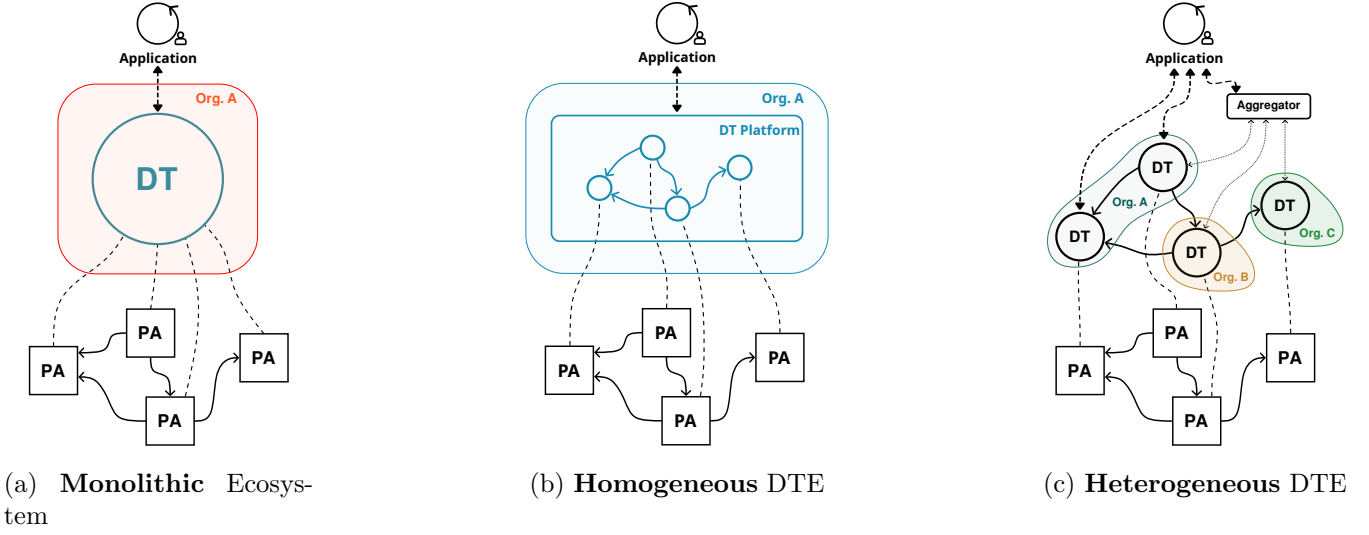 Application
Org. A
DT
PA
PA
PA
PA
(a) Monolithic Ecosys-
tem
Application
Org. A
DT Platform
PA
PA
PA
PA
(b) Homogeneous DTE
Application
Aggregator
DT
Org. A
DT
Org. C
DT
DT
Org. B
PA
PA
PA
PA
(c) Heterogeneous DTE